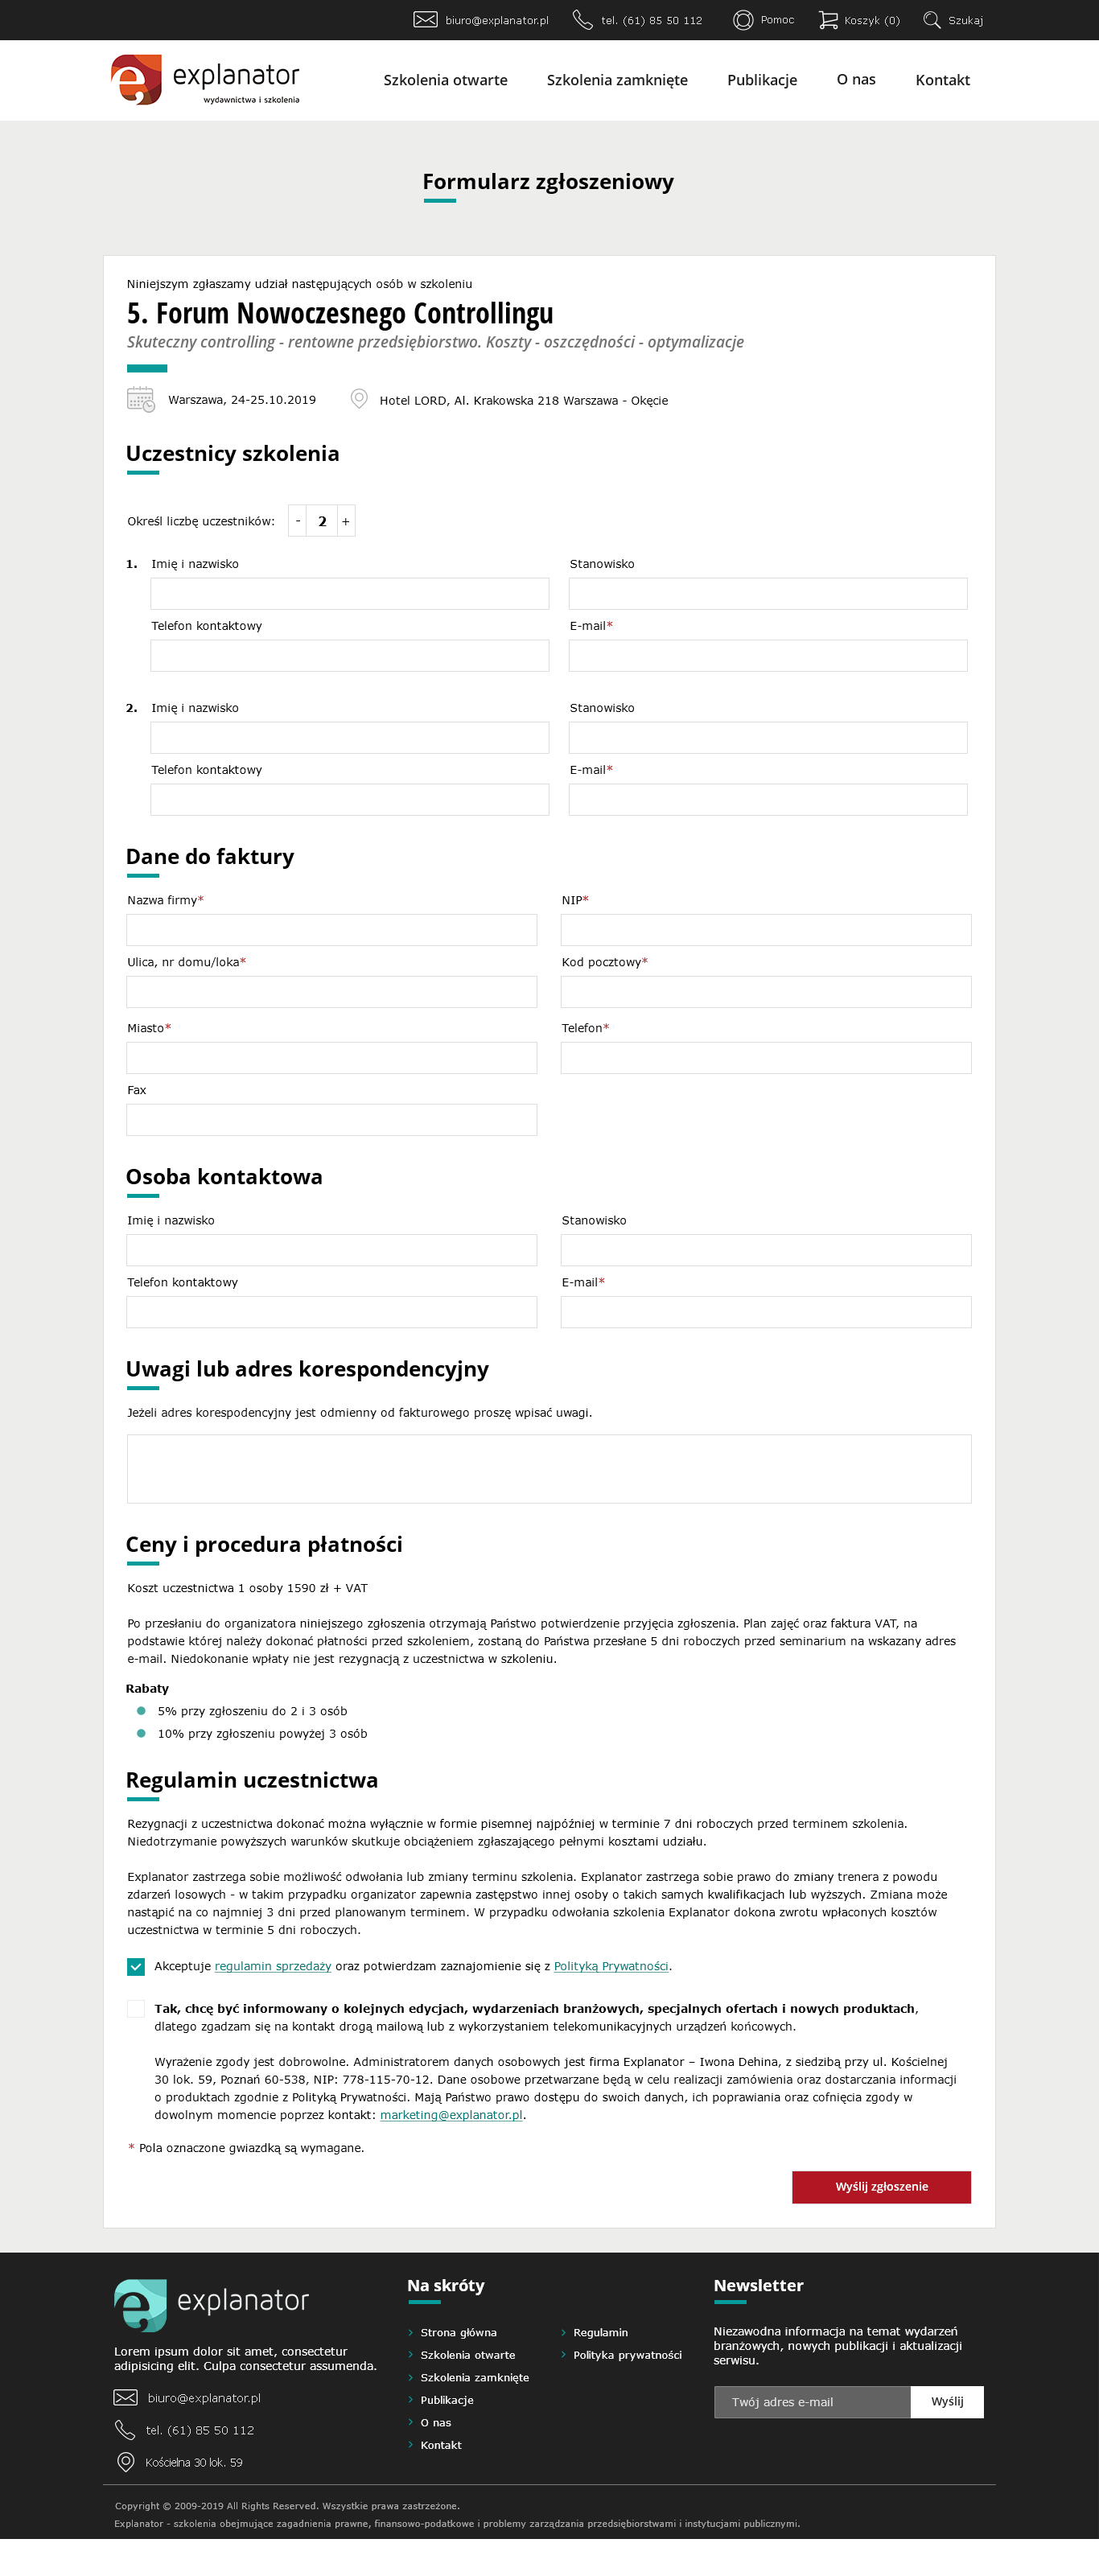 biuro@explanator.pl tel. (61) 85 50 112 Pomoc Koszyk (0) Szukaj
explanator
wydawnictwa i szkolenia
Szkolenia otwarte Szkolenia zamknięte Publikacje O nas Kontakt
Formularz zgłoszeniowy
Niniejszym zgłaszamy udział następujących osób w szkoleniu
5. Forum Nowoczesnego Controllingu
Skuteczny controlling - rentowne przedsiębiorstwo. Koszty - oszczędności - optymalizacje
Warszawa, 24-25.10.2019 Hotel LORD, Al. Krakowska 218 Warszawa - Okęcie
Uczestnicy szkolenia
Określ liczbę uczestników: - 2 +
1. Imię i nazwisko Stanowisko
Telefon kontaktowy E-mail*
2. Imię i nazwisko Stanowisko
Telefon kontaktowy E-mail*
Dane do faktury
Nazwa firmy* NIP*
Ulica, nr domu/loka* Kod pocztowy*
Miasto* Telefon*
Fax
Osoba kontaktowa
Imię i nazwisko Stanowisko
Telefon kontaktowy E-mail*
Uwagi lub adres korespondencyjny
Jeżeli adres korespodencyjny jest odmienny od fakturowego proszę wpisać uwagi.
Ceny i procedura płatności
Koszt uczestnictwa 1 osoby 1590 zł + VAT
Po przesłaniu do organizatora niniejszego zgłoszenia otrzymają Państwo potwierdzenie przyjęcia zgłoszenia. Plan zajęć oraz faktura VAT, na
podstawie której należy dokonać płatności przed szkoleniem, zostaną do Państwa przesłane 5 dni roboczych przed seminarium na wskazany adres
e-mail. Niedokonanie wpłaty nie jest rezygnacją z uczestnictwa w szkoleniu.
Rabaty
5% przy zgłoszeniu do 2 i 3 osób
10% przy zgłoszeniu powyżej 3 osób
Regulamin uczestnictwa
Rezygnacji z uczestnictwa dokonać można wyłącznie w formie pisemnej najpóźniej w terminie 7 dni roboczych przed terminem szkolenia.
Niedotrzymanie powyższych warunków skutkuje obciążeniem zgłaszającego pełnymi kosztami udziału.
Explanator zastrzega sobie możliwość odwołania lub zmiany terminu szkolenia. Explanator zastrzega sobie prawo do zmiany trenera z powodu
zdarzeń losowych - w takim przypadku organizator zapewnia zastępstwo innej osoby o takich samych kwalifikacjach lub wyższych. Zmiana może
nastąpić na co najmniej 3 dni przed planowanym terminem. W przypadku odwołania szkolenia Explanator dokona zwrotu wpłaconych kosztów
uczestnictwa w terminie 5 dni roboczych.
Akceptuje regulamin sprzedaży oraz potwierdzam zaznajomienie się z Polityką Prywatności.
Tak, chcę być informowany o kolejnych edycjach, wydarzeniach branżowych, specjalnych ofertach i nowych produktach,
dlatego zgadzam się na kontakt drogą mailową lub z wykorzystaniem telekomunikacyjnych urządzeń końcowych.
Wyrażenie zgody jest dobrowolne. Administratorem danych osobowych jest firma Explanator – Iwona Dehina, z siedzibą przy ul. Kościelnej
30 lok. 59, Poznań 60-538, NIP: 778-115-70-12. Dane osobowe przetwarzane będą w celu realizacji zamówienia oraz dostarczania informacji
o produktach zgodnie z Polityką Prywatności. Mają Państwo prawo dostępu do swoich danych, ich poprawiania oraz cofnięcia zgody w
dowolnym momencie poprzez kontakt: marketing@explanator.pl.
* Pola oznaczone gwiazdką są wymagane.
Wyślij zgłoszenie
explanator
Lorem ipsum dolor sit amet, consectetur
adipisicing elit. Culpa consectetur assumenda.
biuro@explanator.pl
tel. (61) 85 50 112
Kościelna 30 lok. 59
Na skróty
Strona główna
Szkolenia otwarte
Szkolenia zamknięte
Publikacje
O nas
Kontakt
Regulamin
Polityka prywatności
Newsletter
Niezawodna informacja na temat wydarzeń
branżowych, nowych publikacji i aktualizacji
serwisu.
Twój adres e-mail Wyślij
Copyright © 2009-2019 All Rights Reserved. Wszystkie prawa zastrzeżone.
Explanator - szkolenia obejmujące zagadnienia prawne, finansowo-podatkowe i problemy zarządzania przedsiębiorstwami i instytucjami publicznymi.